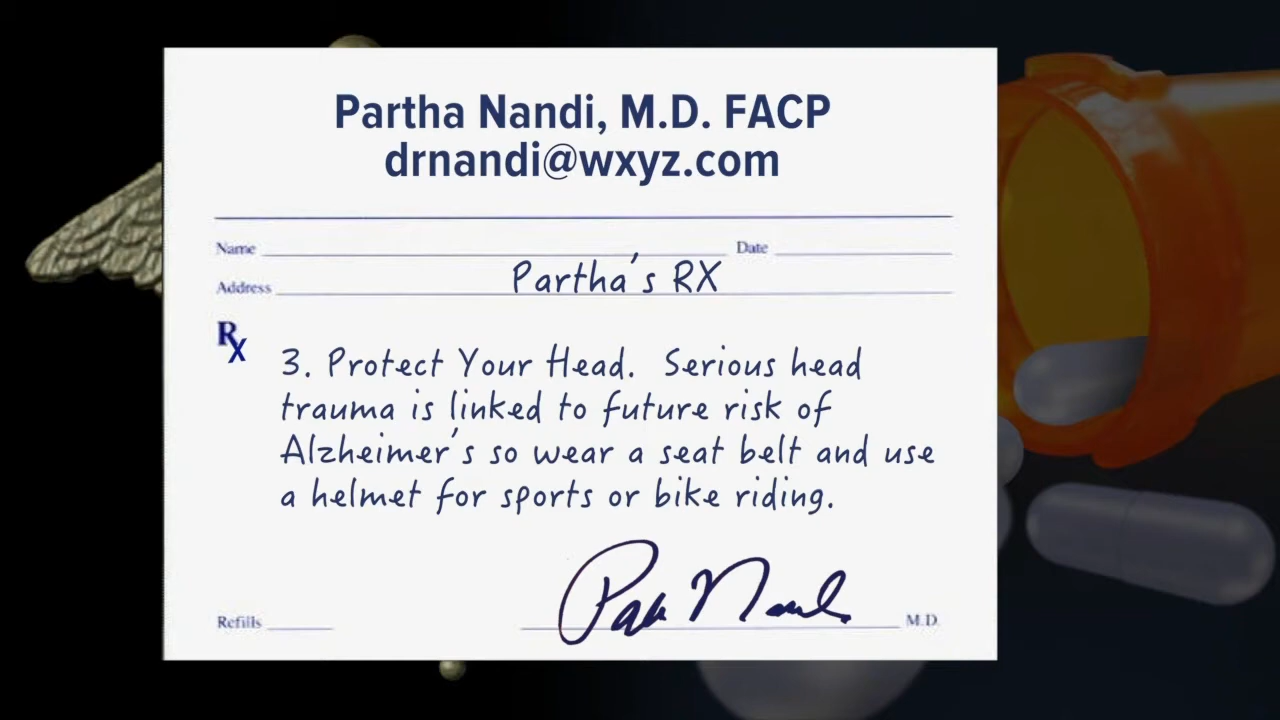 Partha Nandi, M.D. FACP
drnandi@wxyz.com
Name Date
Partha's RX
Address
Rx
3. Protect Your Head. Serious head
trauma is linked to future risk of
Alzheimer's so wear a seat belt and use
a helmet for sports or bike riding.
Refills M.D.